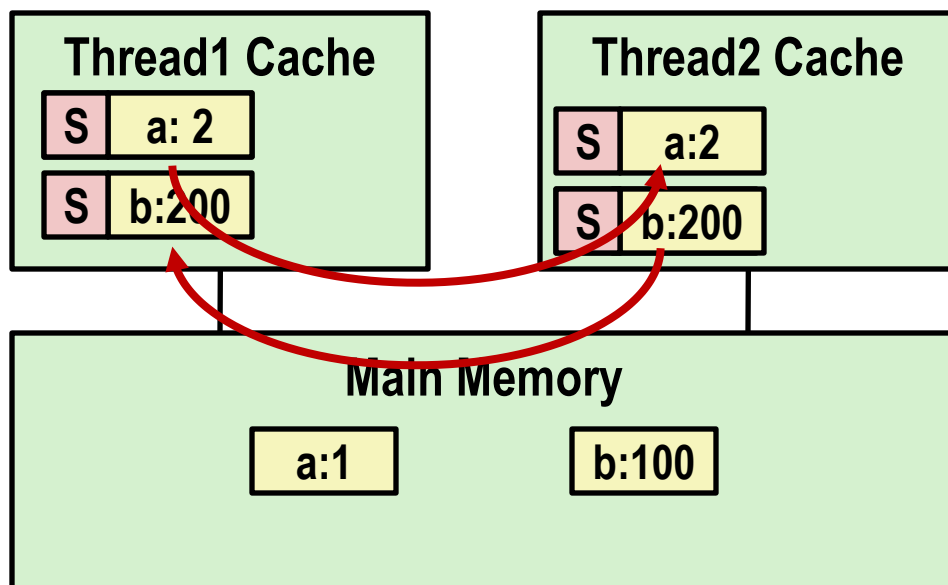 Thread1 Cache
S a: 2
S b:200
Thread2 Cache
S a:2
S b:200
Main Memory
a:1 b:100